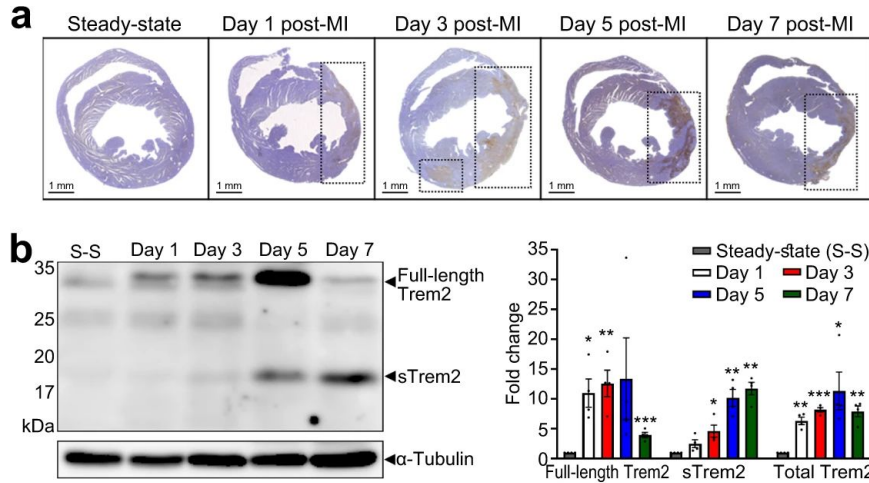 a
Steady-state
Day 1 post-MI
Day 3 post-MI
Day 5 post-MI
Day 7 post-MI
1 mm
1 mm
1 mm
1 mm
1 mm
b
S-S
Day 1
Day 3
Day 5
Day 7
35
25
20
17
kDa
Full-length
Trem2
sTrem2
α-Tubulin
Fold change
35
30
25
20
15
10
5
0
Steady-state (S-S)
Day 1
Day 3
Day 5
Day 7
*
**
***
*
**
**
**
***
*
**
Full-length Trem2
sTrem2
Total Trem2